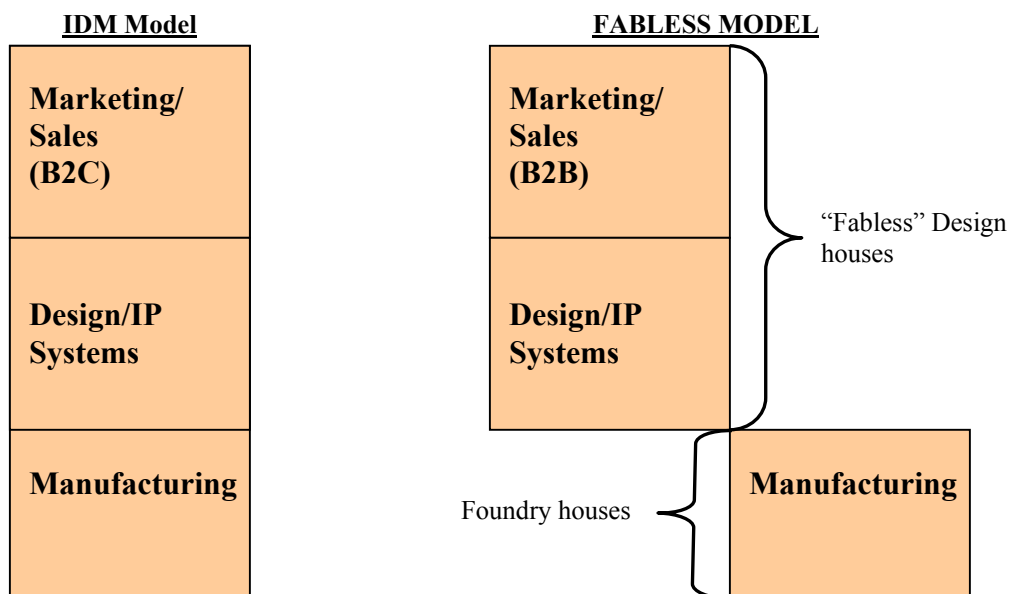 IDM Model
Marketing/
Sales
(B2C)
Design/IP
Systems
Manufacturing
FABLESS MODEL
Marketing/
Sales
(B2B)
“Fabless” Design
houses
Design/IP
Systems
Foundry houses
Manufacturing